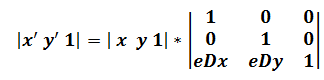 |x′ y′ 1| = | x y 1| * | 1 0 0 |
| 0 1 0 |
| eDx eDy 1 |